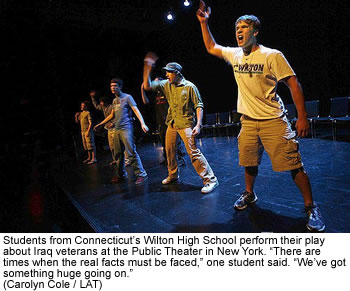 WILTON
Students from Connecticut's Wilton High School perform their play
about Iraq veterans at the Public Theater in New York. “There are
times when the real facts must be faced,” one student said. “We've got
something huge going on.”
(Carolyn Cole / LAT)